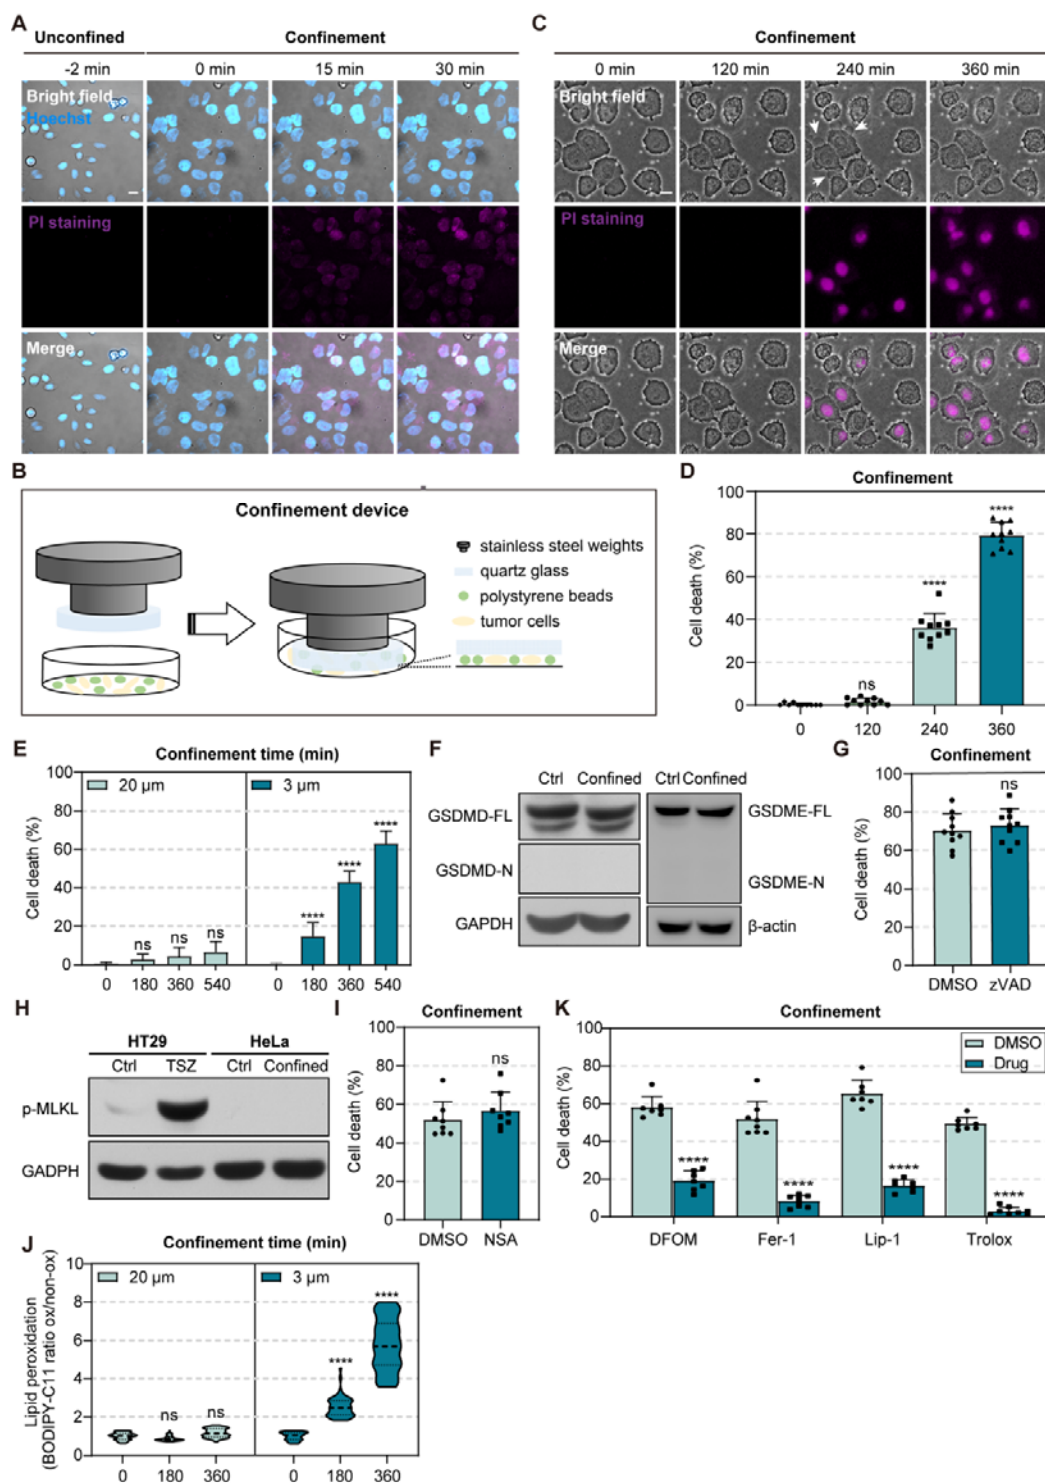 A
Unconfined Confinement
-2 min 0 min 15 min 30 min
Bright field
Hoechst
PI staining
Merge
C
Confinement
0 min 120 min 240 min 360 min
Bright field
PI staining
Merge
B
Confinement device
stainless steel weights
quartz glass
polystyrene beads
tumor cells
D
Confinement
Cell death (%)
100
80
60
40
20
0
ns
****
****
0 120 240 360
E
Confinement time (min)
20 µm 3 µm
Cell death (%)
100
80
60
40
20
0
ns ns ns **** **** ****
0 180 360 540 0 180 360 540
F
Ctrl Confined Ctrl Confined
GSDMD-FL GSDME-FL
GSDMD-N GSDME-N
GAPDH β-actin
G
Confinement
Cell death (%)
100
80
60
40
20
0
ns
DMSO zVAD
H
HT29 HeLa
Ctrl TSZ Ctrl Confined
p-MLKL
GADPH
I
Confinement
Cell death (%)
100
80
60
40
20
0
ns
DMSO NSA
K
Confinement
DMSO
Drug
Cell death (%)
100
80
60
40
20
0
**** **** **** ****
DFOM Fer-1 Lip-1 Trolox
J
Confinement time (min)
20 µm 3 µm
Lipid peroxidation
(BODIPY-C11 ratio ox/non-ox)
10
8
6
4
2
0
ns ns **** ****
0 180 360 0 180 360